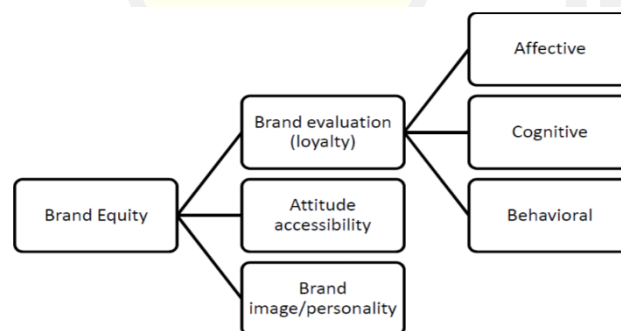 Affective
Brand evaluation
(loyalty)
Cognitive
Brand Equity
Attitude
accessibility
Behavioral
Brand
image/personality